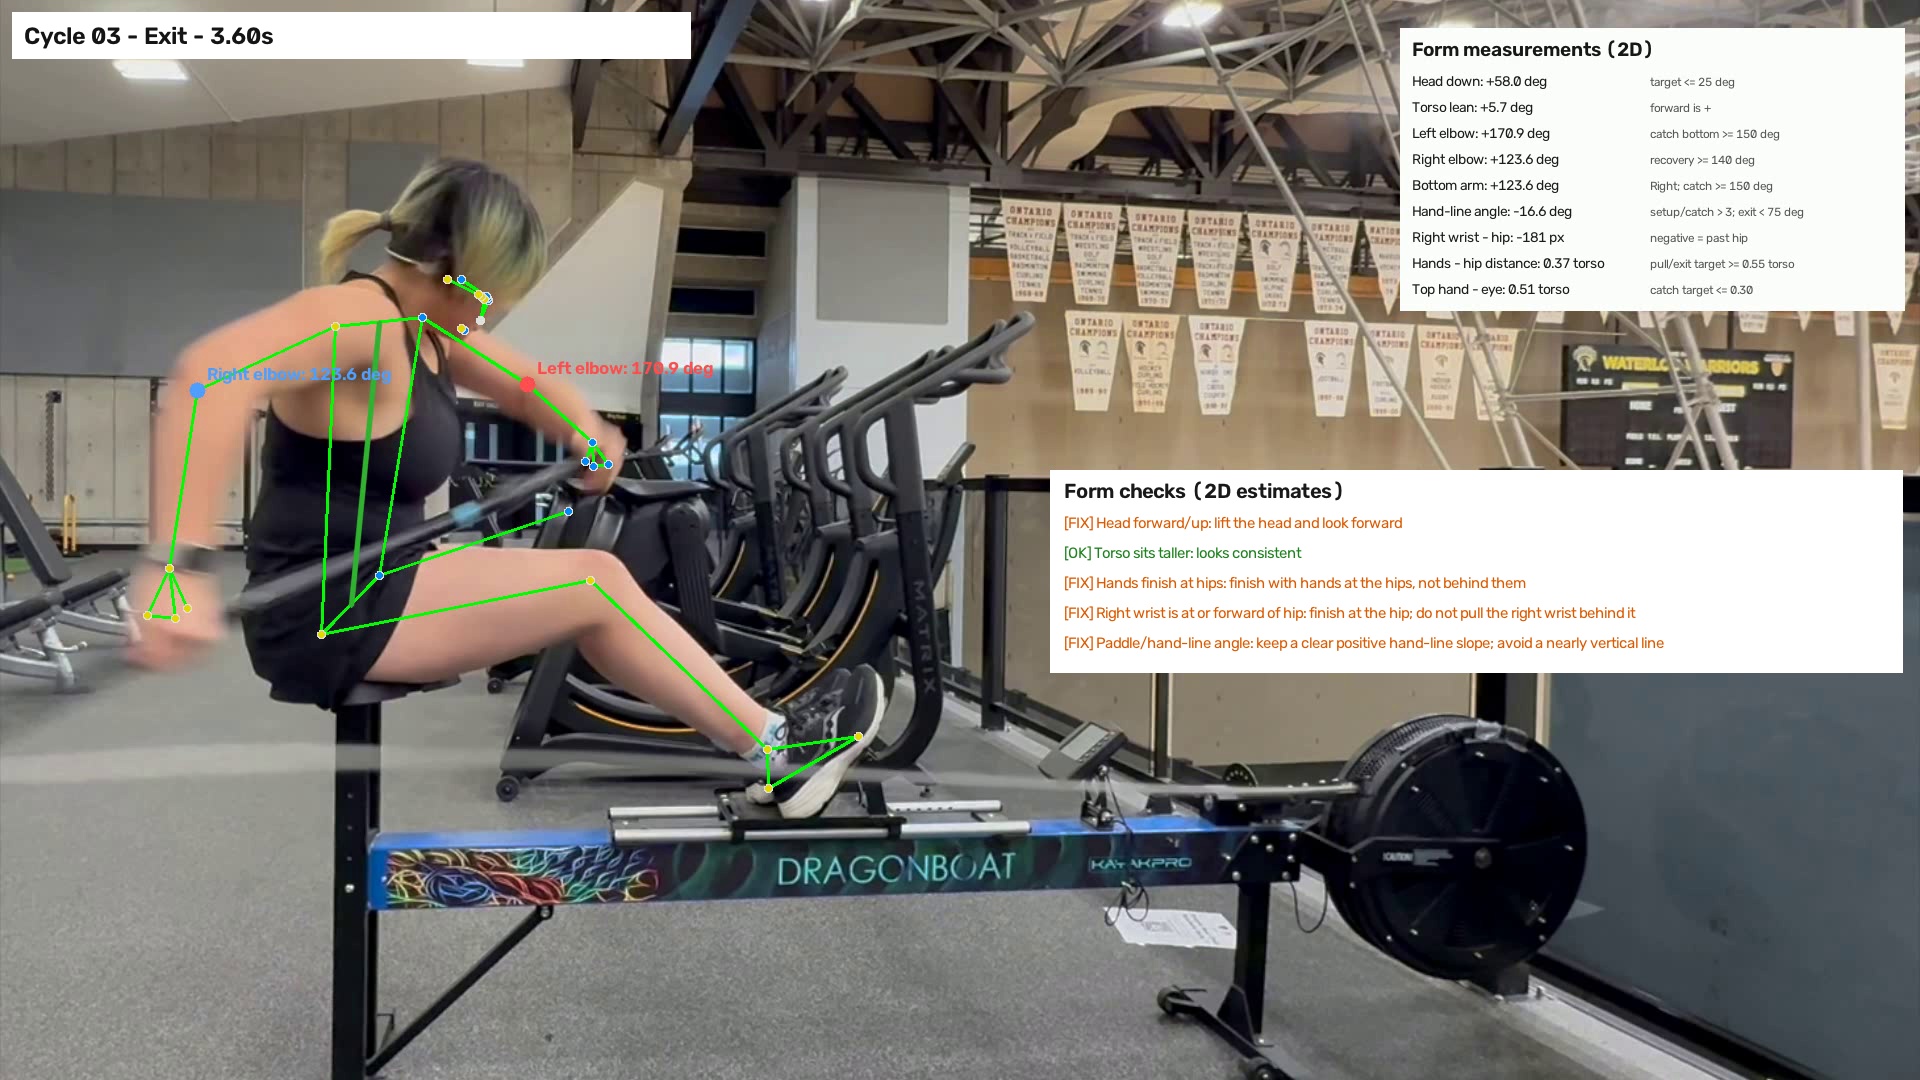 Cycle 03 - Exit - 3.60s
Form measurements (2D)
Head down: +58.0 deg target <= 25 deg
Torso lean: +5.7 deg forward is +
Left elbow: +170.9 deg catch bottom >= 150 deg
Right elbow: +123.6 deg recovery >= 140 deg
Bottom arm: +123.6 deg Right; catch >= 150 deg
Hand-line angle: -16.6 deg setup/catch > 3; exit < 75 deg
Right wrist - hip: -181 px negative = past hip
Hands - hip distance: 0.37 torso pull/exit target >= 0.55 torso
Top hand - eye: 0.51 torso catch target <= 0.30
Right elbow: 123.6 deg
Left elbow: 170.9 deg
ONTARIO CHAMPIONS
WATERLOO WARRIORS
Form checks (2D estimates)
[FIX] Head forward/up: lift the head and look forward
[OK] Torso sits taller: looks consistent
[FIX] Hands finish at hips: finish with hands at the hips, not behind them
[FIX] Right wrist is at or forward of hip: finish at the hip; do not pull the right wrist behind it
[FIX] Paddle/hand-line angle: keep a clear positive hand-line slope; avoid a nearly vertical line
MATRIX
DRAGONBOAT
KAYAKPRO
CAUTION